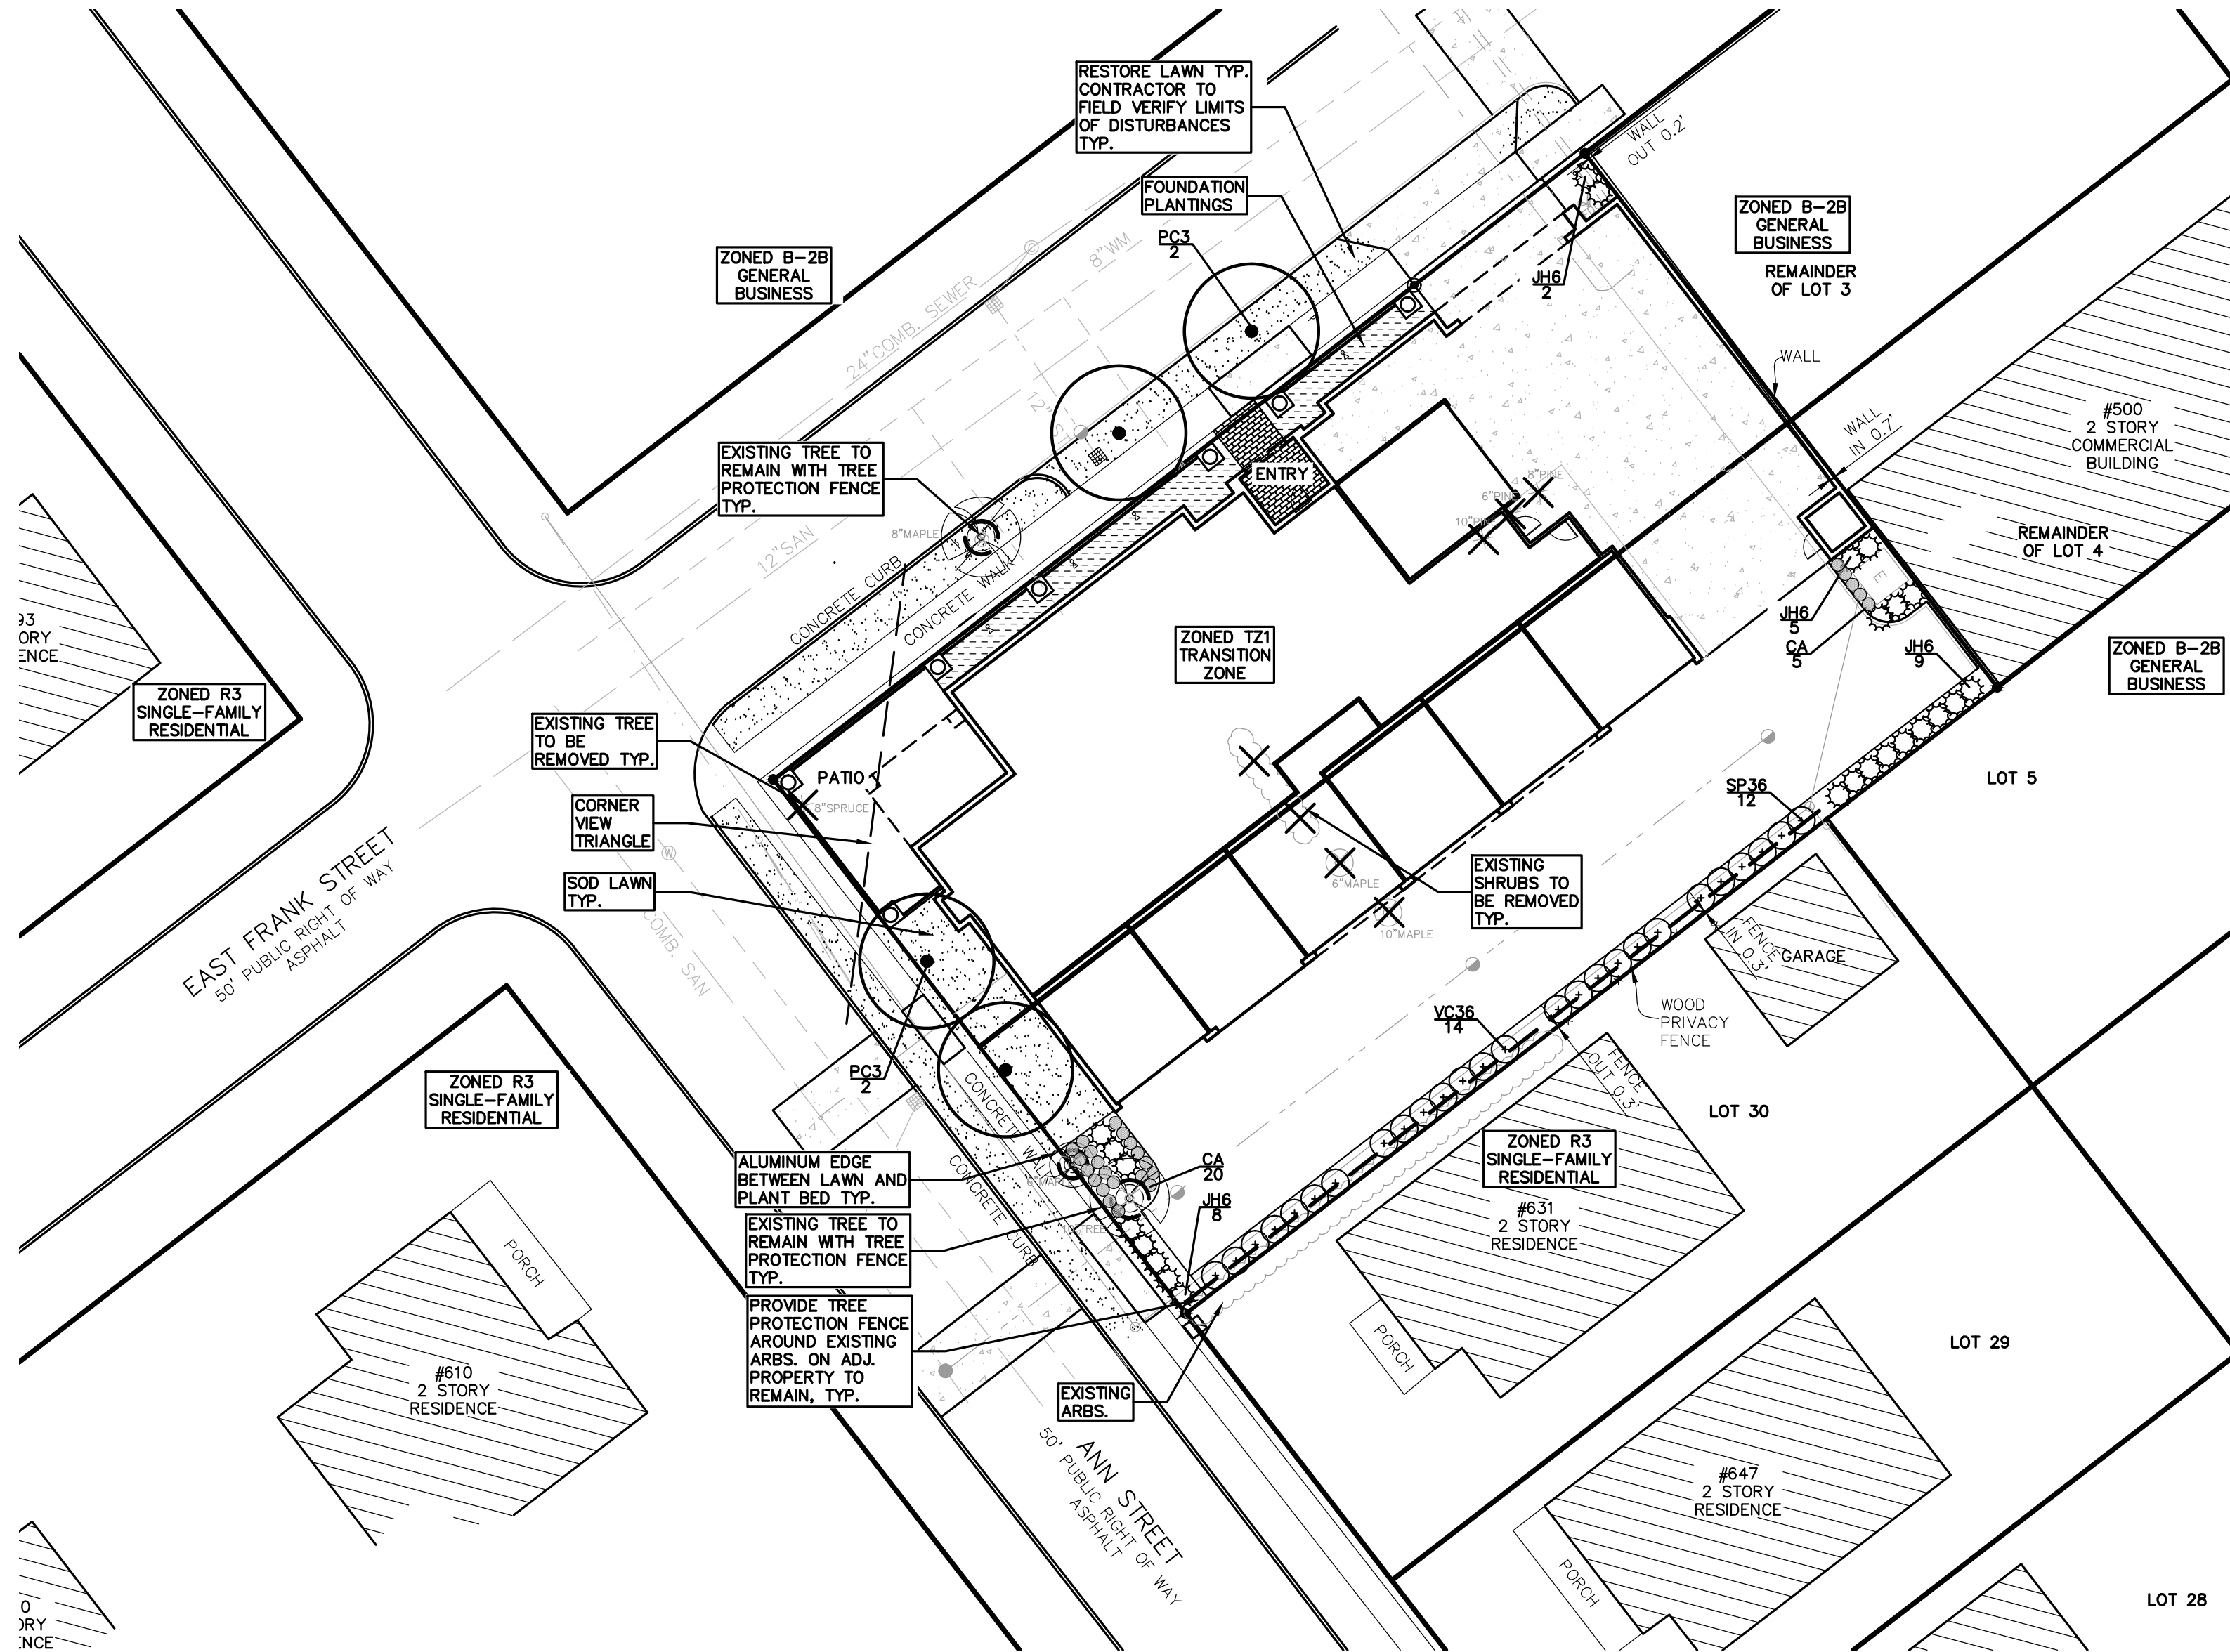 RESTORE LAWN TYP.
CONTRACTOR TO
FIELD VERIFY LIMITS
OF DISTURBANCES
TYP.
WALL
OUT 0.2'
FOUNDATION
PLANTINGS
PC3
2
ZONED B-2B
GENERAL
BUSINESS
REMAINDER
OF LOT 3
ZONED B-2B
GENERAL
BUSINESS
8"WM
24"COMB. SEWER
JH6
2
WALL
WALL
IN 0.7'
#500
2 STORY
COMMERCIAL
BUILDING
EXISTING TREE TO
REMAIN WITH TREE
PROTECTION FENCE
TYP.
ENTRY
8"PINE
6"PINE
10"PINE
8"MAPLE
12"SAN
REMAINDER
OF LOT 4
CONCRETE CURB
CONCRETE WALK
E
JH6
5
CA
5
JH6
9
ZONED B-2B
GENERAL
BUSINESS
ZONED TZ1
TRANSITION
ZONE
93
ORY
ENCE
ZONED R3
SINGLE-FAMILY
RESIDENTIAL
EXISTING TREE
TO BE
REMOVED TYP.
PATIO
8"SPRUCE
CORNER
VIEW
TRIANGLE
SOD LAWN
TYP.
LOT 5
SP36
12
EXISTING
SHRUBS TO
BE REMOVED
TYP.
6"MAPLE
10"MAPLE
EAST FRANK STREET
50' PUBLIC RIGHT OF WAY
ASPHALT
COMB. SAN
FENCE
IN 0.3'
GARAGE
VC36
14
WOOD
PRIVACY
FENCE
FENCE
OUT 0.3'
LOT 30
PC3
2
ZONED R3
SINGLE-FAMILY
RESIDENTIAL
CONCRETE WALK
CONCRETE CURB
ALUMINUM EDGE
BETWEEN LAWN AND
PLANT BED TYP.
CA
20
JH6
8
ZONED R3
SINGLE-FAMILY
RESIDENTIAL
#631
2 STORY
RESIDENCE
EXISTING TREE TO
REMAIN WITH TREE
PROTECTION FENCE
TYP.
PROVIDE TREE
PROTECTION FENCE
AROUND EXISTING
ARBS. ON ADJ.
PROPERTY TO
REMAIN, TYP.
PORCH
#610
2 STORY
RESIDENCE
EXISTING
ARBS.
PORCH
LOT 29
ANN STREET
50' PUBLIC RIGHT OF WAY
ASPHALT
#647
2 STORY
RESIDENCE
PORCH
LOT 28
0
ORY
ENCE